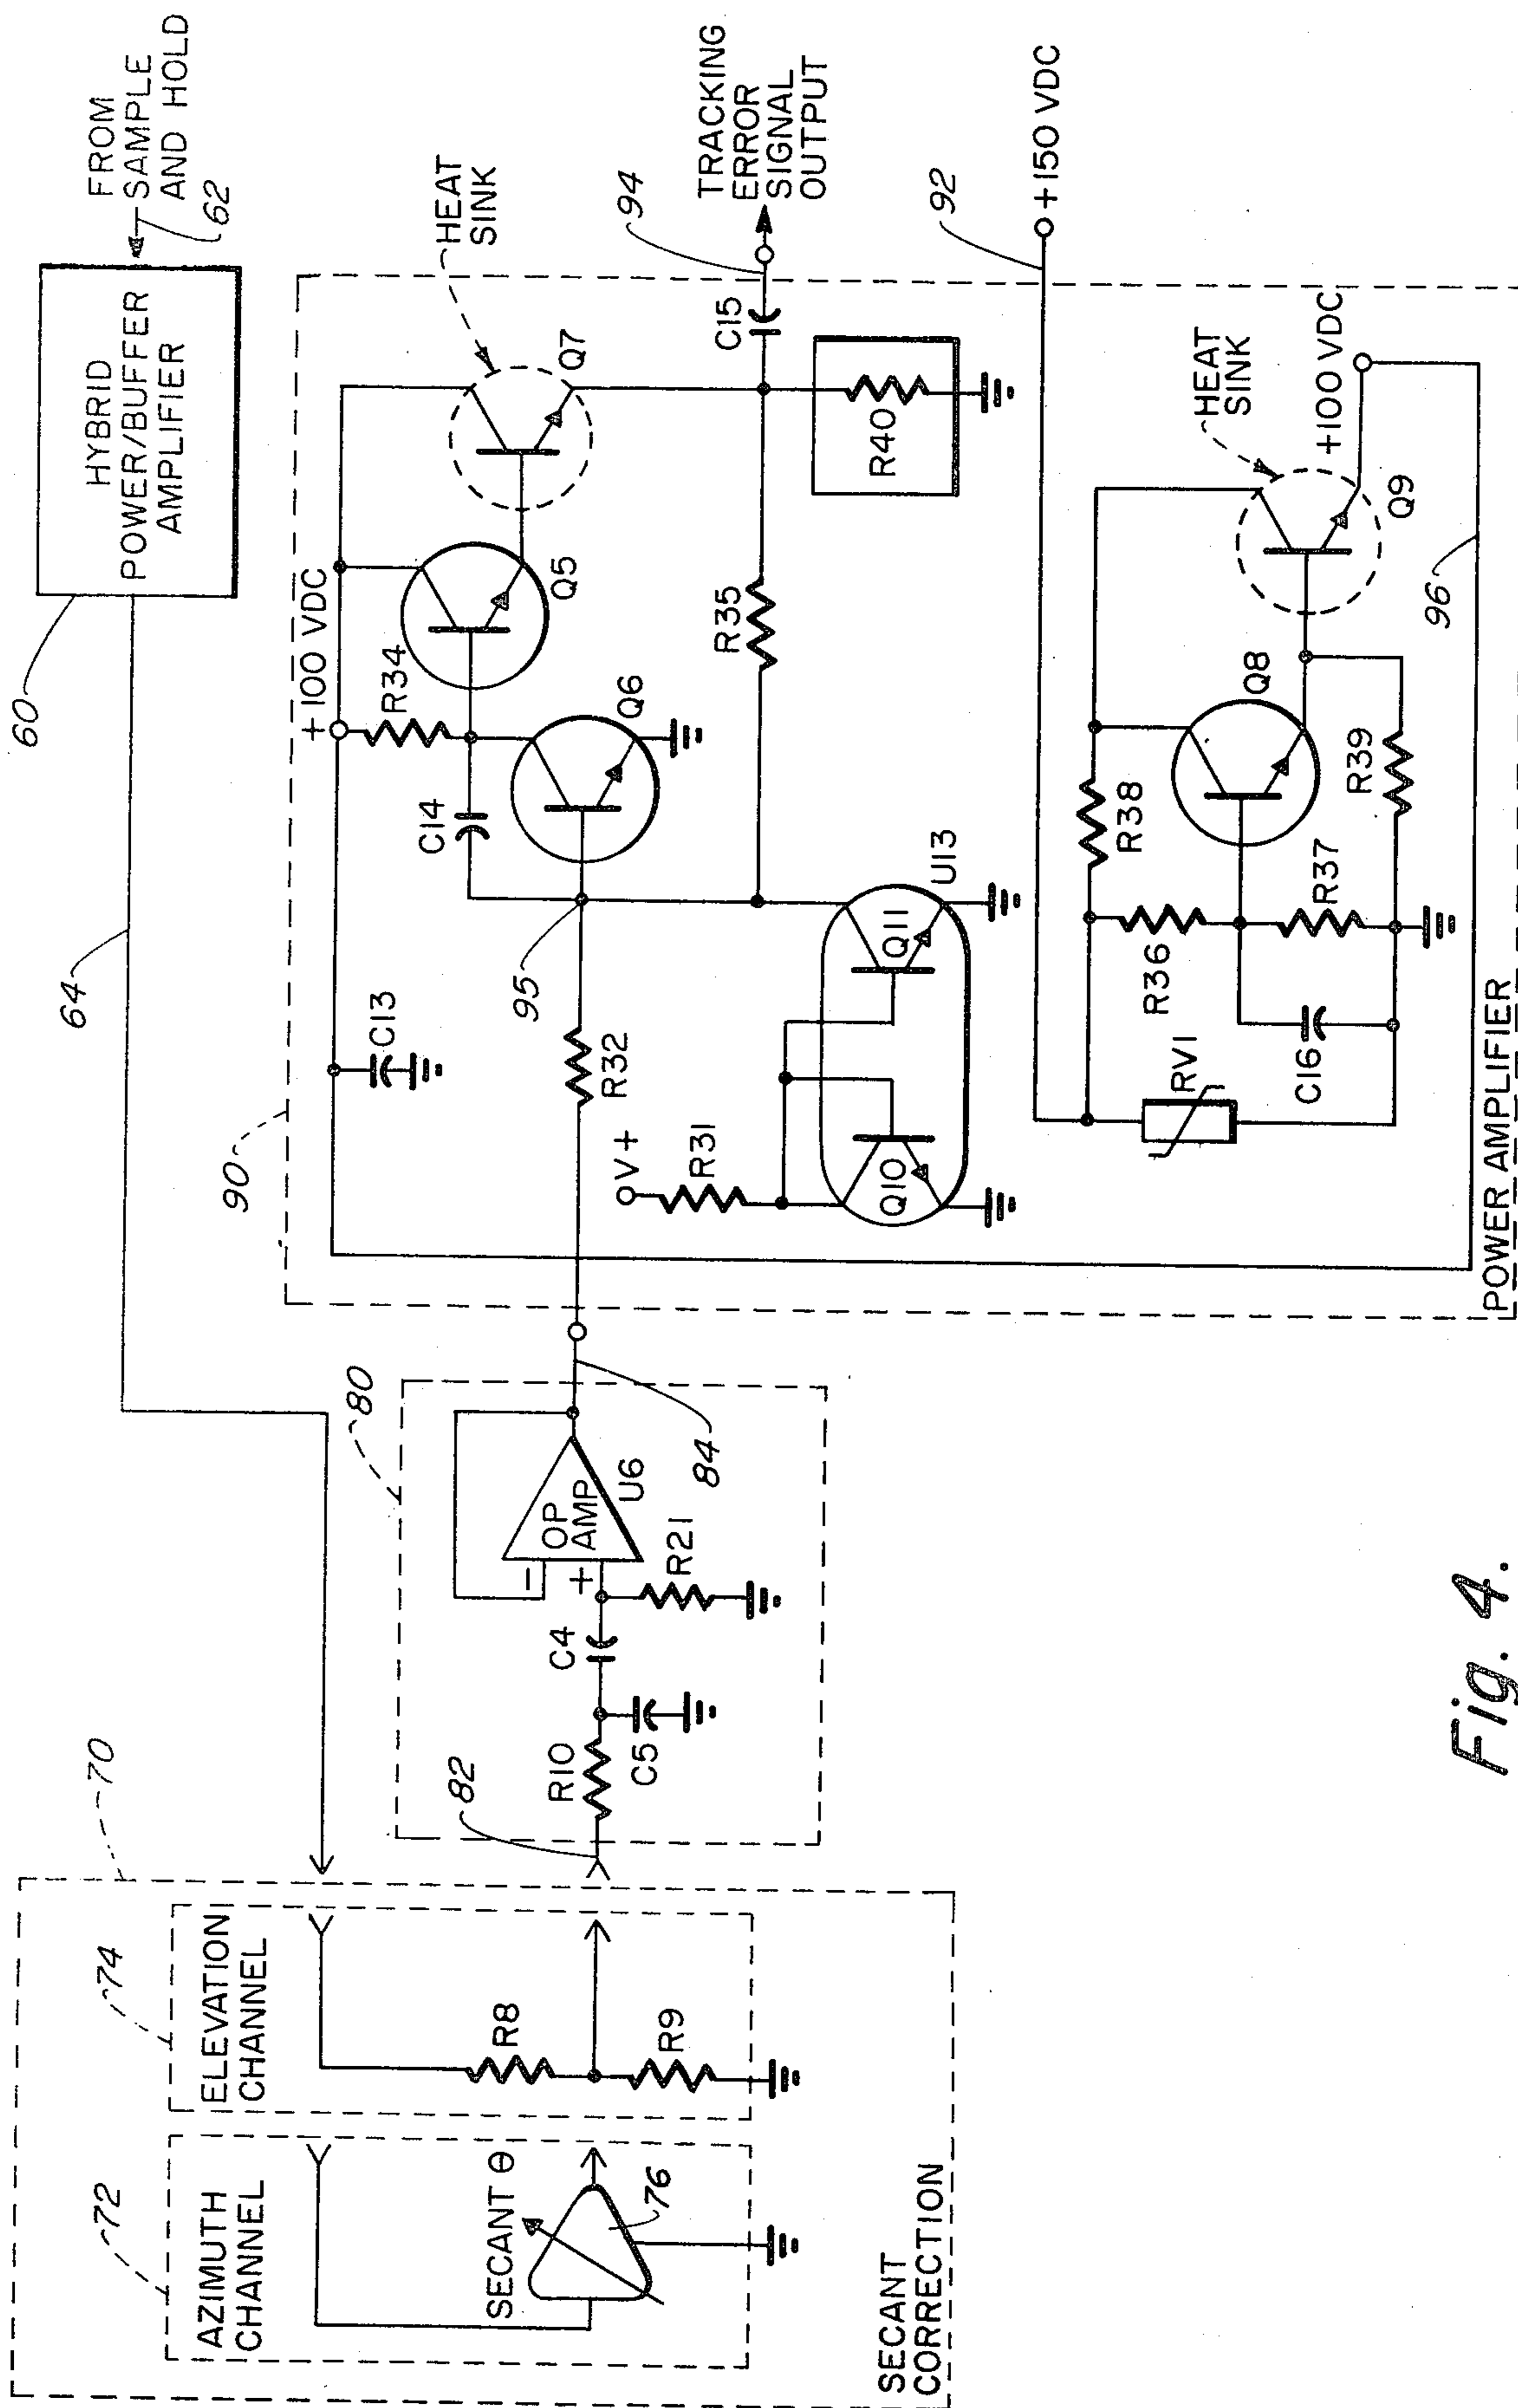 FROM
SAMPLE
AND HOLD
62
HYBRID
POWER/BUFFER
AMPLIFIER
60
64
70
72
AZIMUTH
CHANNEL
SECANT θ
76
74
ELEVATION
CHANNEL
R8
R9
SECANT
CORRECTION
82
80
R10
C5
C4
R21
OP
AMP
-
+
U6
84
90
C13
+100 VDC
R34
C14
Q5
Q6
Q7
HEAT
SINK
95
R32
R35
C15
94
TRACKING
ERROR
SIGNAL
OUTPUT
R40
V+
R31
Q10
Q11
U13
92
+150 VDC
RV1
R36
R38
C16
R37
Q8
R39
HEAT
SINK
+100 VDC
Q9
96
POWER AMPLIFIER
Fig. 4.